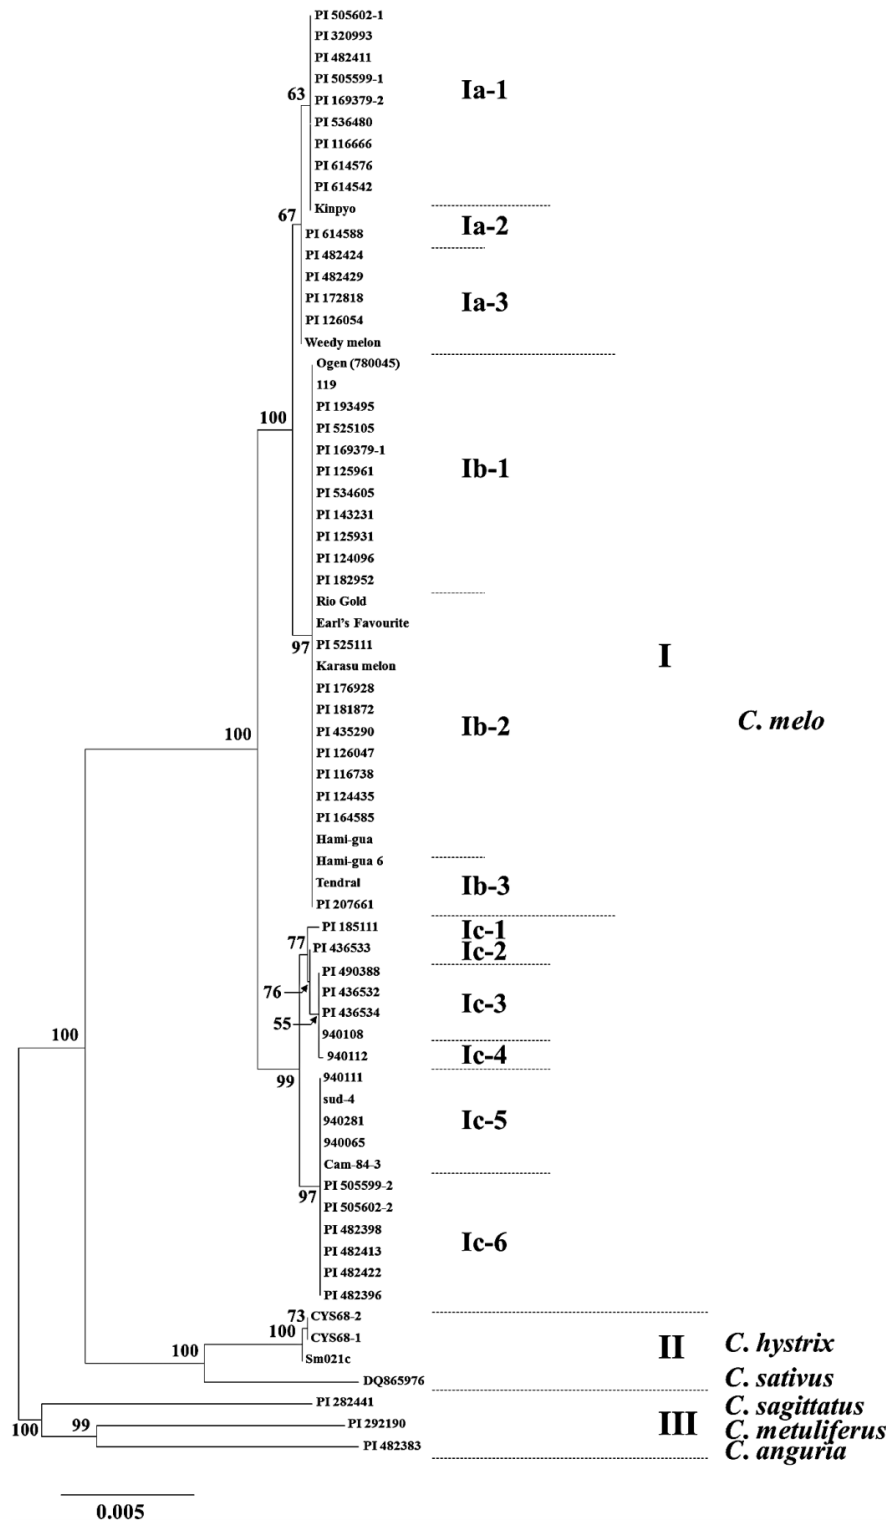 PI 505602-1
PI 320993
PI 482411
PI 505599-1
63
Ia-1
PI 169379-2
PI 536480
PI 116666
PI 614576
PI 614542
Kinpyo
67
Ia-2
PI 614588
PI 482424
PI 482429
Ia-3
PI 172818
PI 126054
Weedy melon
Ogen (780045)
119
PI 193495
100
PI 525105
PI 169379-1
Ib-1
PI 125961
PI 534605
PI 143231
PI 125931
PI 124096
PI 182952
Rio Gold
Earl's Favourite
97
PI 525111
I
Karasu melon
PI 176928
PI 181872
C. melo
100
PI 435290
Ib-2
PI 126047
PI 116738
PI 124435
PI 164585
Hami-gua
Hami-gua 6
Tendral
Ib-3
PI 207661
PI 185111
Ic-1
77
PI 436533
Ic-2
PI 490388
76
PI 436532
Ic-3
PI 436534
55
940108
100
940112
Ic-4
99
940111
sud-4
940281
Ic-5
940065
Cam-84-3
PI 505599-2
97
PI 505602-2
PI 482398
Ic-6
PI 482413
PI 482422
PI 482396
73
CYS68-2
100
CYS68-1
II
C. hystrix
100
Sm021c
DQ865976
C. sativus
PI 282441
C. sagittatus
100
99
PI 292190
III
C. metuliferus
PI 482383
C. anguria
0.005